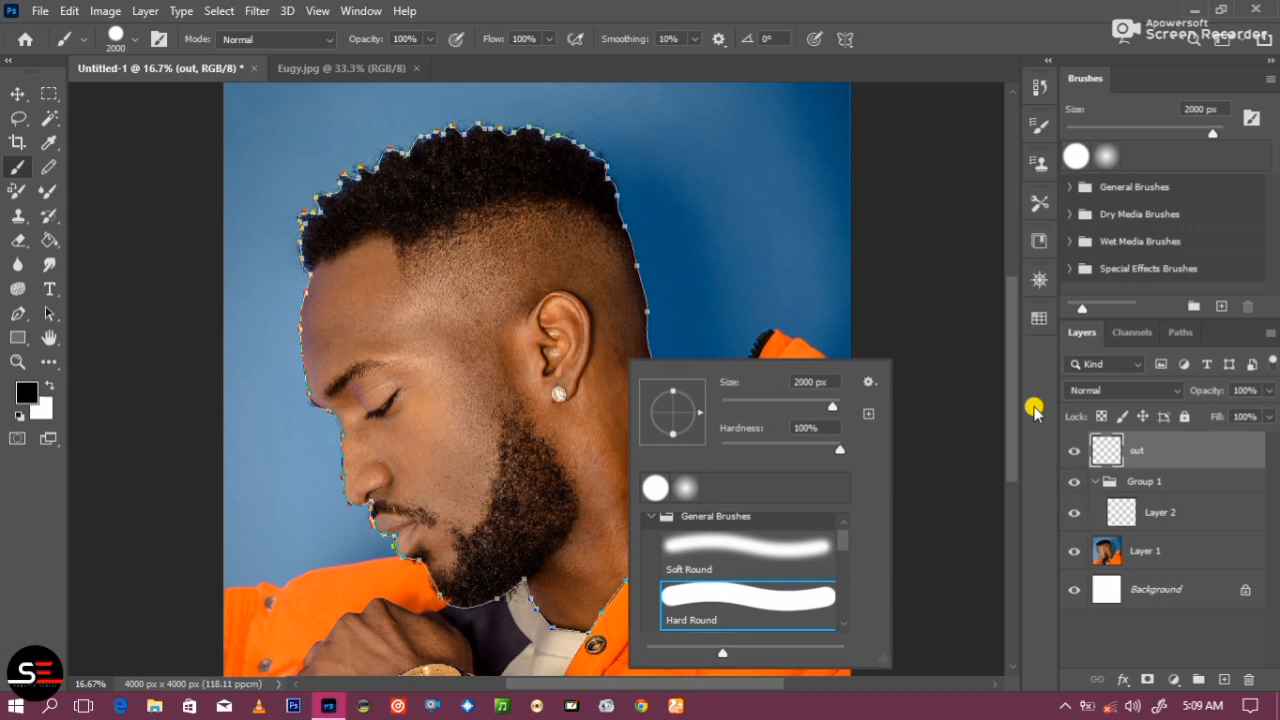 Ps File Edit Image Layer Type Select Filter 3D View Window Help
Apowersoft
Screen Recorder
2000
Mode: Normal Opacity: 100% Flow: 100% Smoothing: 10% 0°
Untitled-1 @ 16.7% (out, RGB/8) * × Eugy.jpg @ 33.3% (RGB/8) ×
Brushes
Size: 2000 px
General Brushes
Dry Media Brushes
Wet Media Brushes
Special Effects Brushes
Layers Channels Paths
Kind
Normal Opacity: 100%
Lock: Fill: 100%
out
Group 1
Layer 2
Layer 1
Background
Size: 2000 px
Hardness: 100%
General Brushes
Soft Round
Hard Round
SE
16.67% 4000 px x 4000 px (118.11 ppcm)
5:09 AM